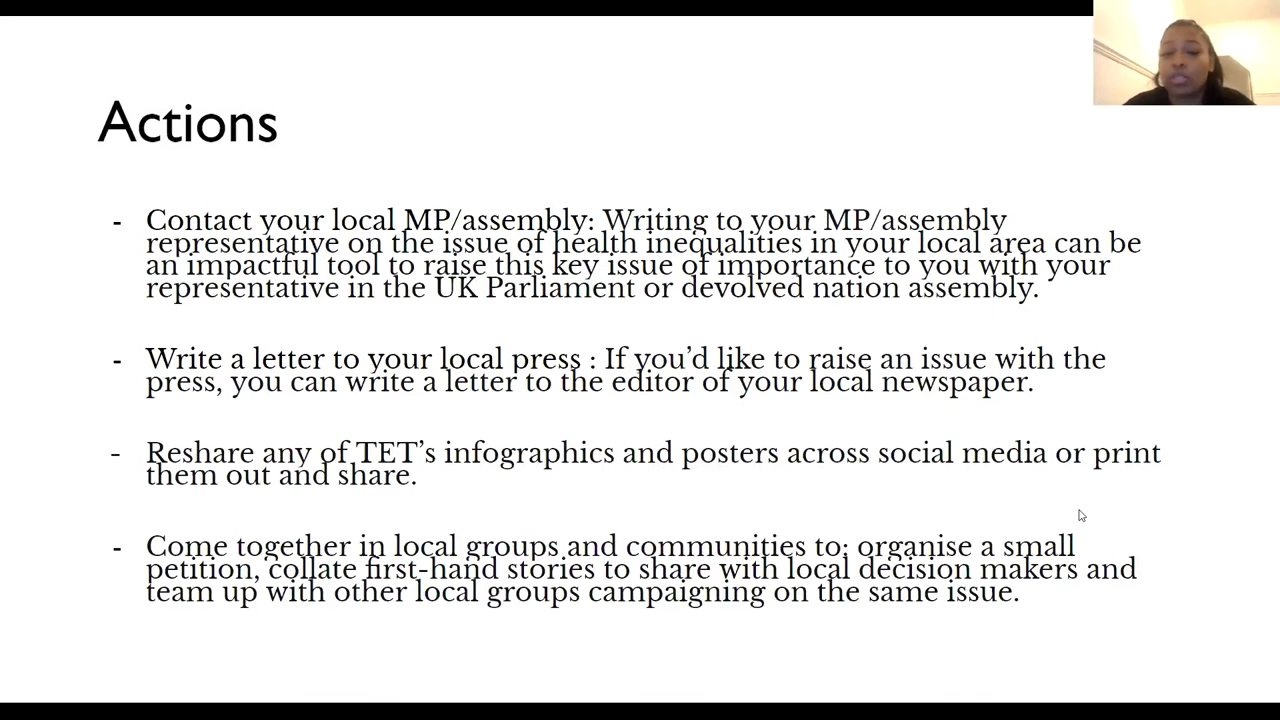 Actions
- Contact your local MP/assembly: Writing to your MP/assembly
representative on the issue of health inequalities in your local area can be
an impactful tool to raise this key issue of importance to you with your
representative in the UK Parliament or devolved nation assembly.
- Write a letter to your local press : If you’d like to raise an issue with the
press, you can write a letter to the editor of your local newspaper.
- Reshare any of TET’s infographics and posters across social media or print
them out and share.
- Come together in local groups and communities to: organise a small
petition, collate first-hand stories to share with local decision makers and
team up with other local groups campaigning on the same issue.